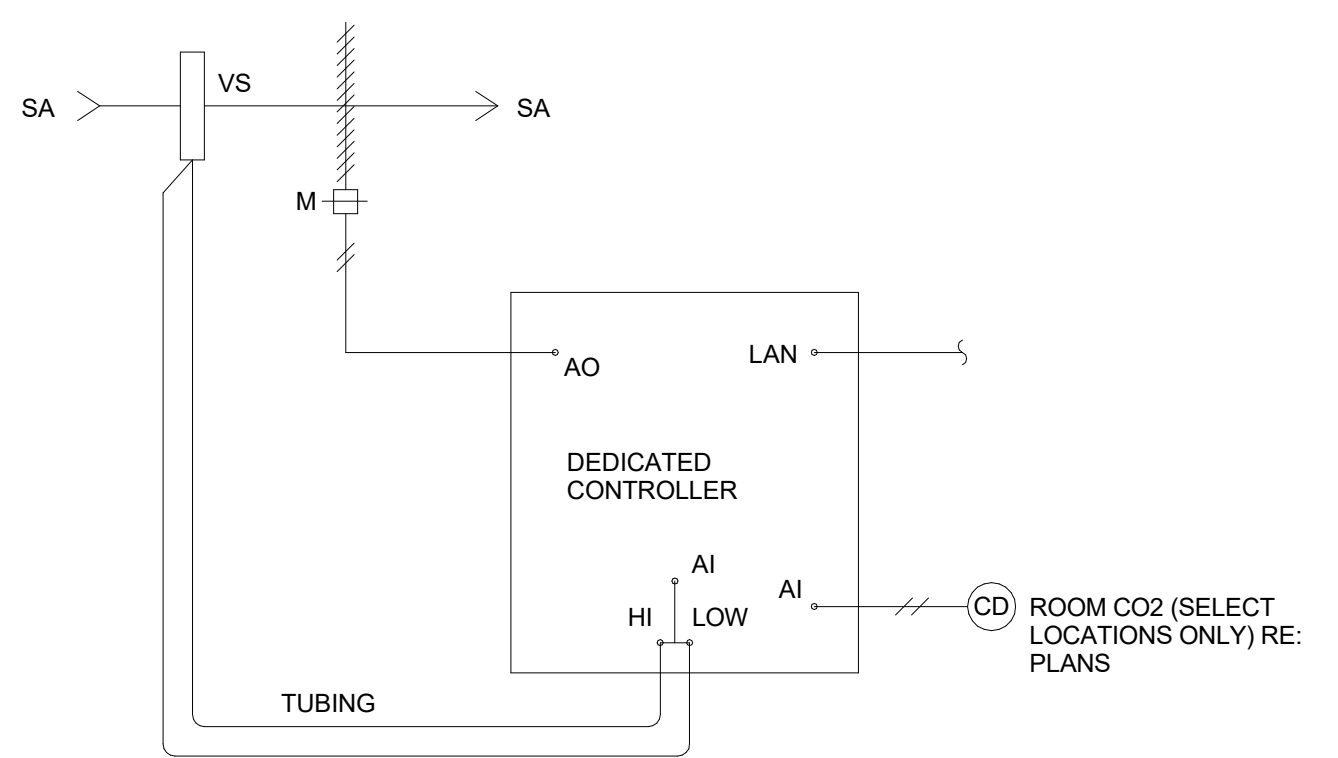 VS
SA
SA
M
AO
LAN
DEDICATED
CONTROLLER
AI
AI
HI
LOW
CD
ROOM CO2 (SELECT
LOCATIONS ONLY) RE:
PLANS
TUBING